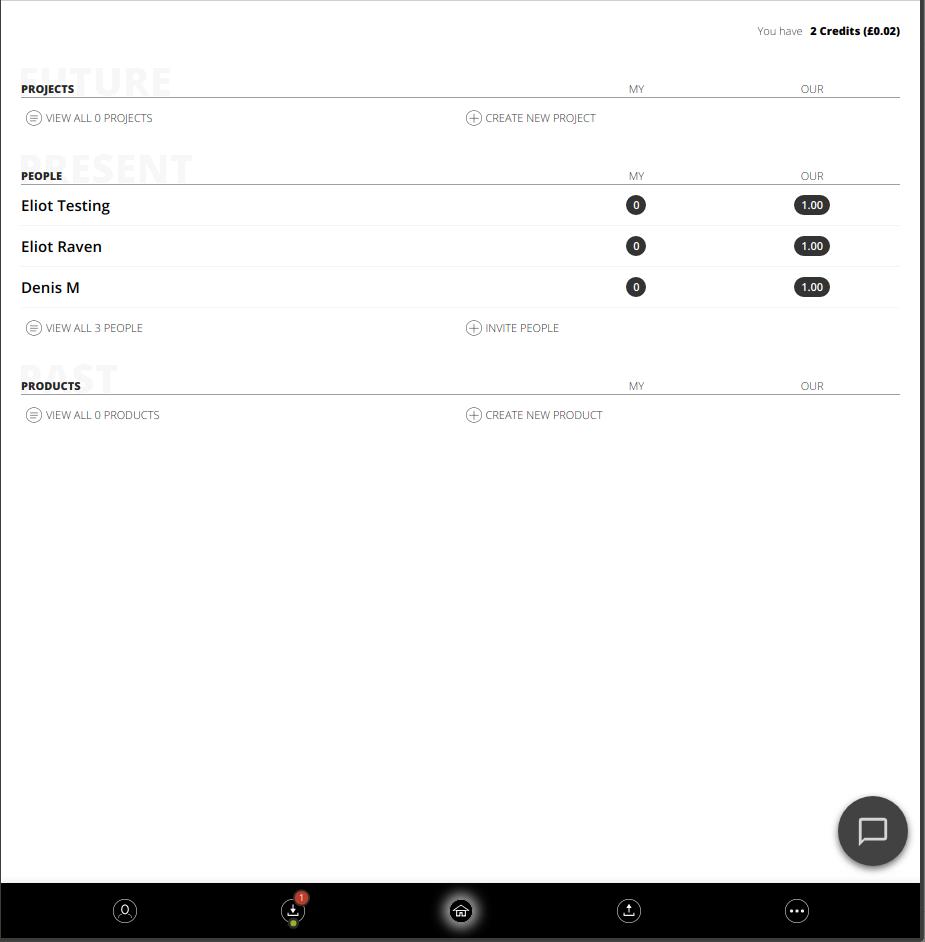 You have 2 Credits (£0.02)
FUTURE
PROJECTS MY OUR
VIEW ALL 0 PROJECTS CREATE NEW PROJECT
PRESENT
PEOPLE MY OUR
Eliot Testing 0 1.00
Eliot Raven 0 1.00
Denis M 0 1.00
VIEW ALL 3 PEOPLE INVITE PEOPLE
PAST
PRODUCTS MY OUR
VIEW ALL 0 PRODUCTS CREATE NEW PRODUCT
1